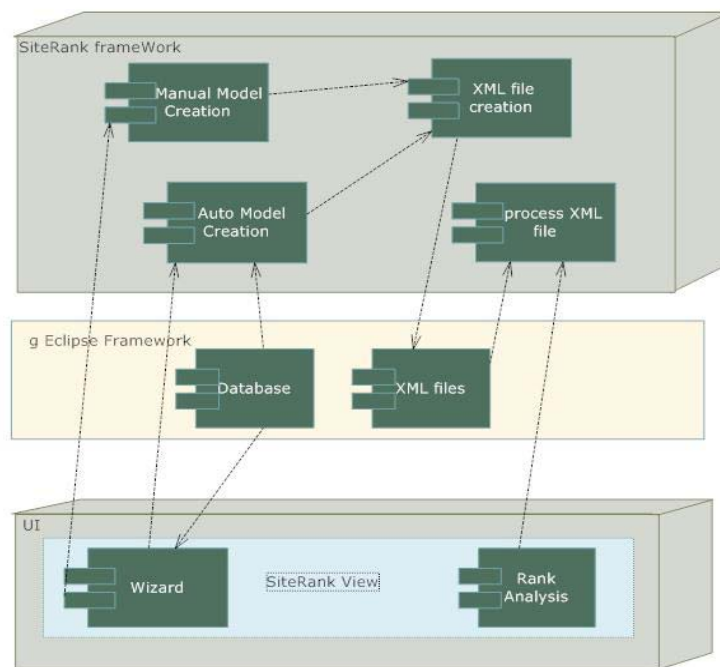 SiteRank frameWork
Manual Model
Creation
XML file
creation
Auto Model
Creation
process XML
file
g Eclipse Framework
Database
XML files
UI
Wizard
SiteRank View
Rank
Analysis